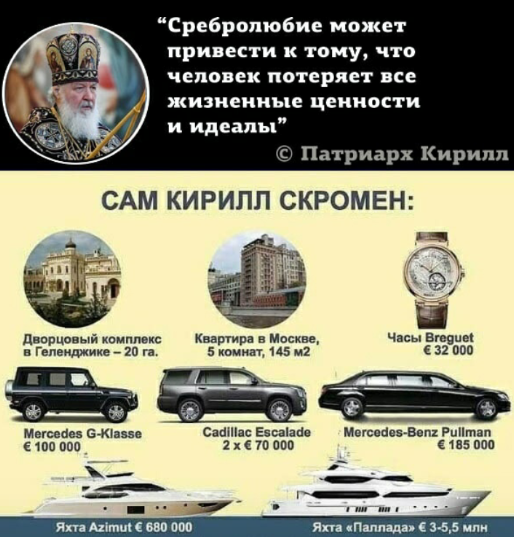 “Сребролюбие может
привести к тому, что
человек потеряет все
жизненные ценности
и идеалы”
© Патриарх Кирилл
САМ КИРИЛЛ СКРОМЕН:
Дворцовый комплекс
в Геленджике – 20 га.
Квартира в Москве,
5 комнат, 145 м2
Часы Breguet
€ 32 000
Mercedes G-Klasse
€ 100 000
Cadillac Escalade
2 x € 70 000
Mercedes-Benz Pullman
€ 185 000
Яхта Azimut € 680 000
Яхта «Паллада» € 3-5,5 млн